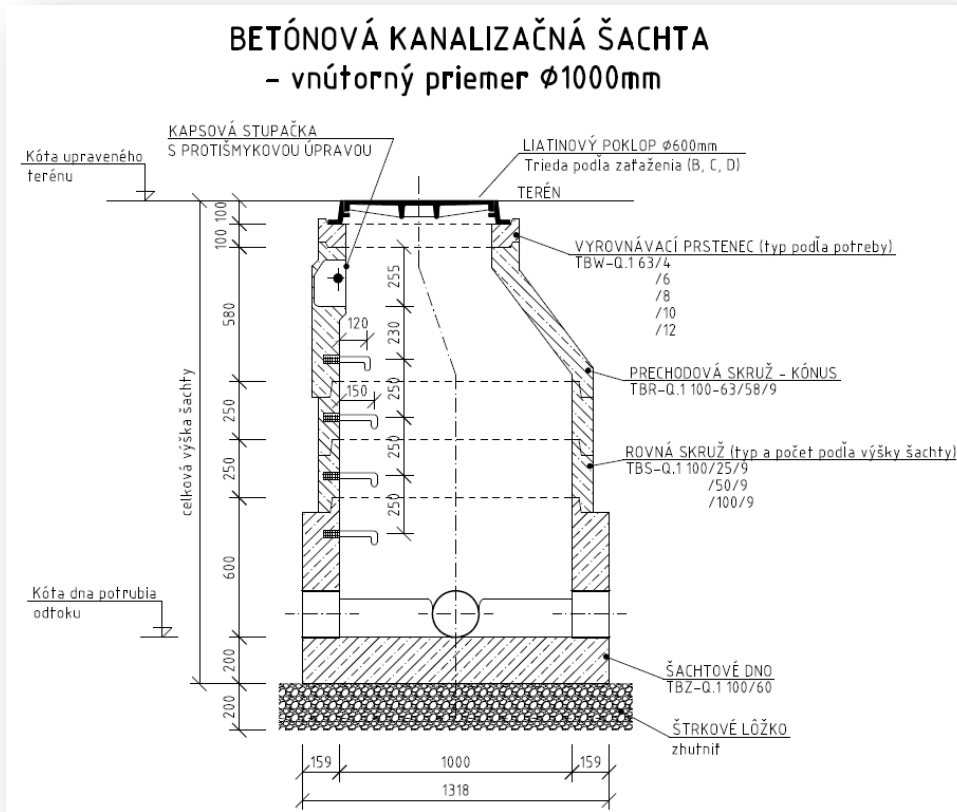 BETÓNOVÁ KANALIZAČNÁ ŠACHTA
- vnútorný priemer Ø1000mm
KAPSOVÁ STUPAČKA
S PROTIŠMYKOVOU ÚPRAVOU
LIATINOVÝ POKLOP Ø600mm
Trieda podľa zaťaženia (B, C, D)
Kóta upraveného
terénu
TERÉN
100
100
VYROVNÁVACÍ PRSTENEC (typ podľa potreby)
TBW-Q.1 63/4
/6
/8
/10
/12
255
580
120
230
PRECHODOVÁ SKRUŽ - KÓNUS
TBR-Q.1 100-63/58/9
150
250
250
celková výška šachty
250
ROVNÁ SKRUŽ (typ a počet podľa výšky šachty)
TBS-Q.1 100/25/9
/50/9
/100/9
250
250
600
Kóta dna potrubia
odtoku
200
ŠACHTOVÉ DNO
TBZ-Q.1 100/60
200
ŠTRKOVÉ LÔŽKO
zhutniť
159
1000
159
1318